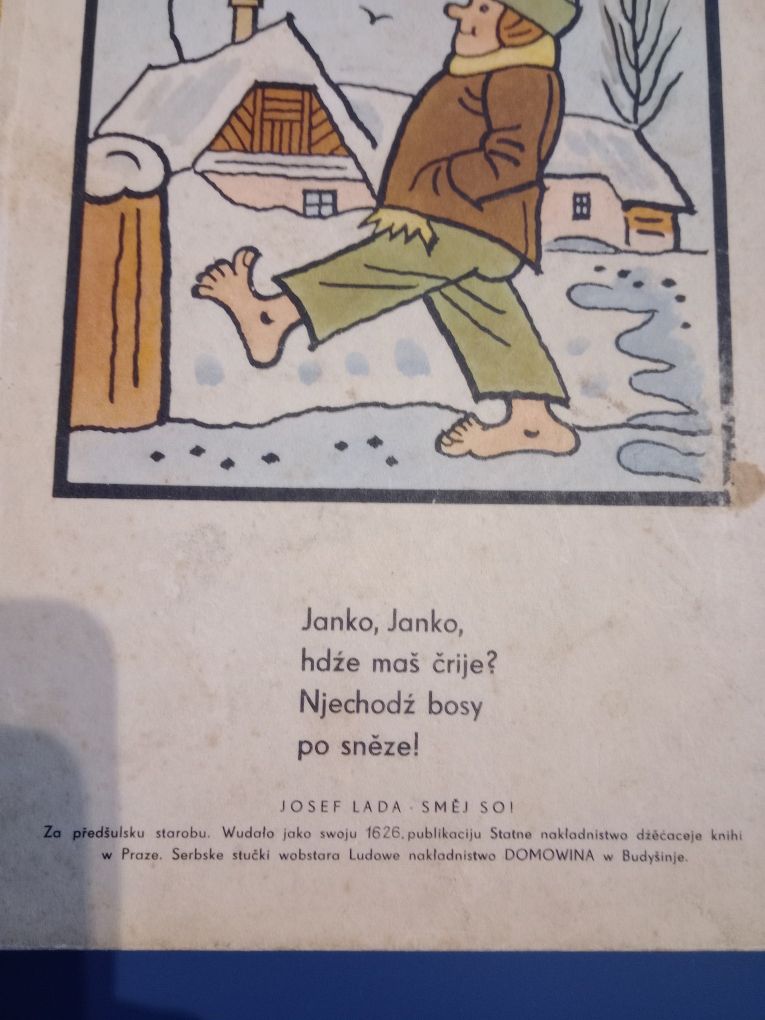 Janko, Janko,
hdźe maš črije?
Njechodź bosy
po sněze!
JOSEF LADA · SMĚJ SO!
Za předšulsku starobu. Wudało jako swoju 1626. publikaciju Statne nakładnistwo dźěćaceje knihi
w Praze. Serbske stučki wobstara Ludowe nakładnistwo DOMOWINA w Budyšinje.